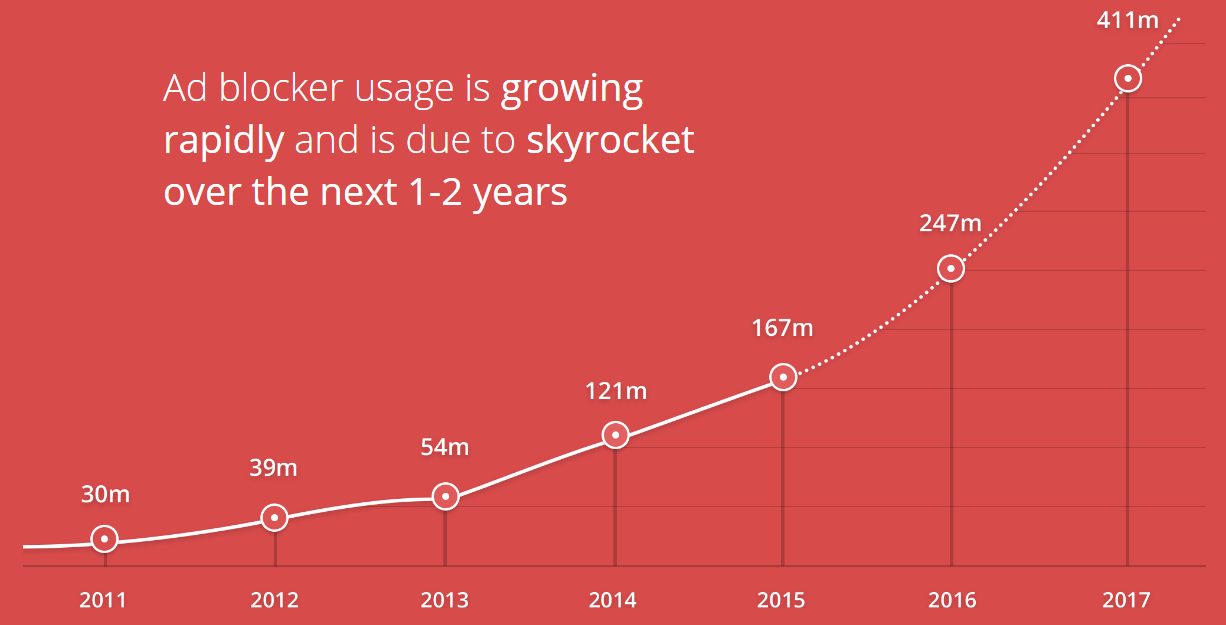 Ad blocker usage is growing
rapidly and is due to skyrocket
over the next 1-2 years
30m
39m
54m
121m
167m
247m
411m
2011
2012
2013
2014
2015
2016
2017